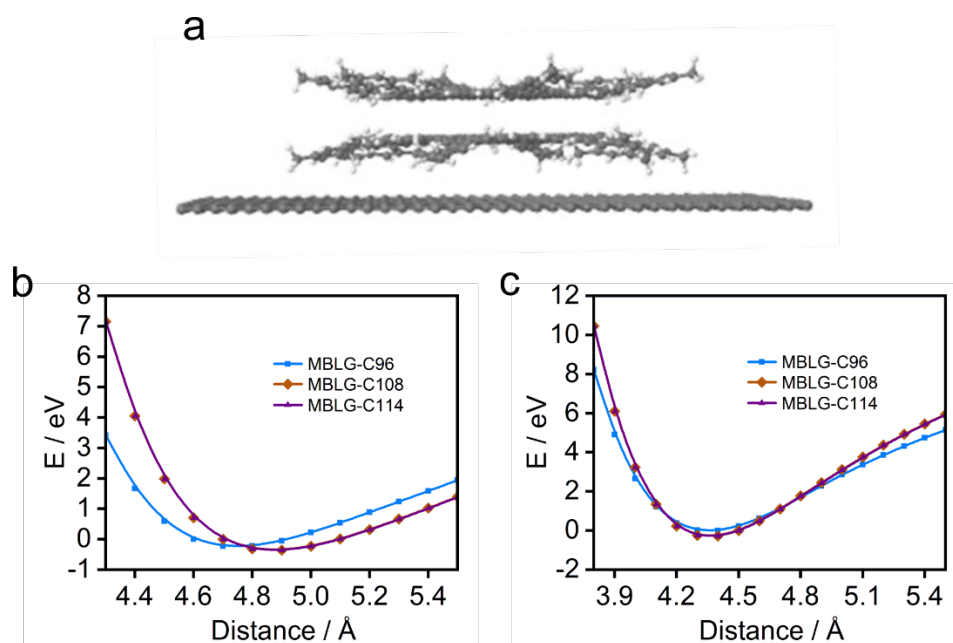 a
b
8
7
6
5
4
3
2
1
0
-1
E / eV
MBLG-C96
MBLG-C108
MBLG-C114
4.4 4.6 4.8 5.0 5.2 5.4
Distance / Å
c
12
10
8
6
4
2
0
-2
E / eV
MBLG-C96
MBLG-C108
MBLG-C114
3.9 4.2 4.5 4.8 5.1 5.4
Distance / Å